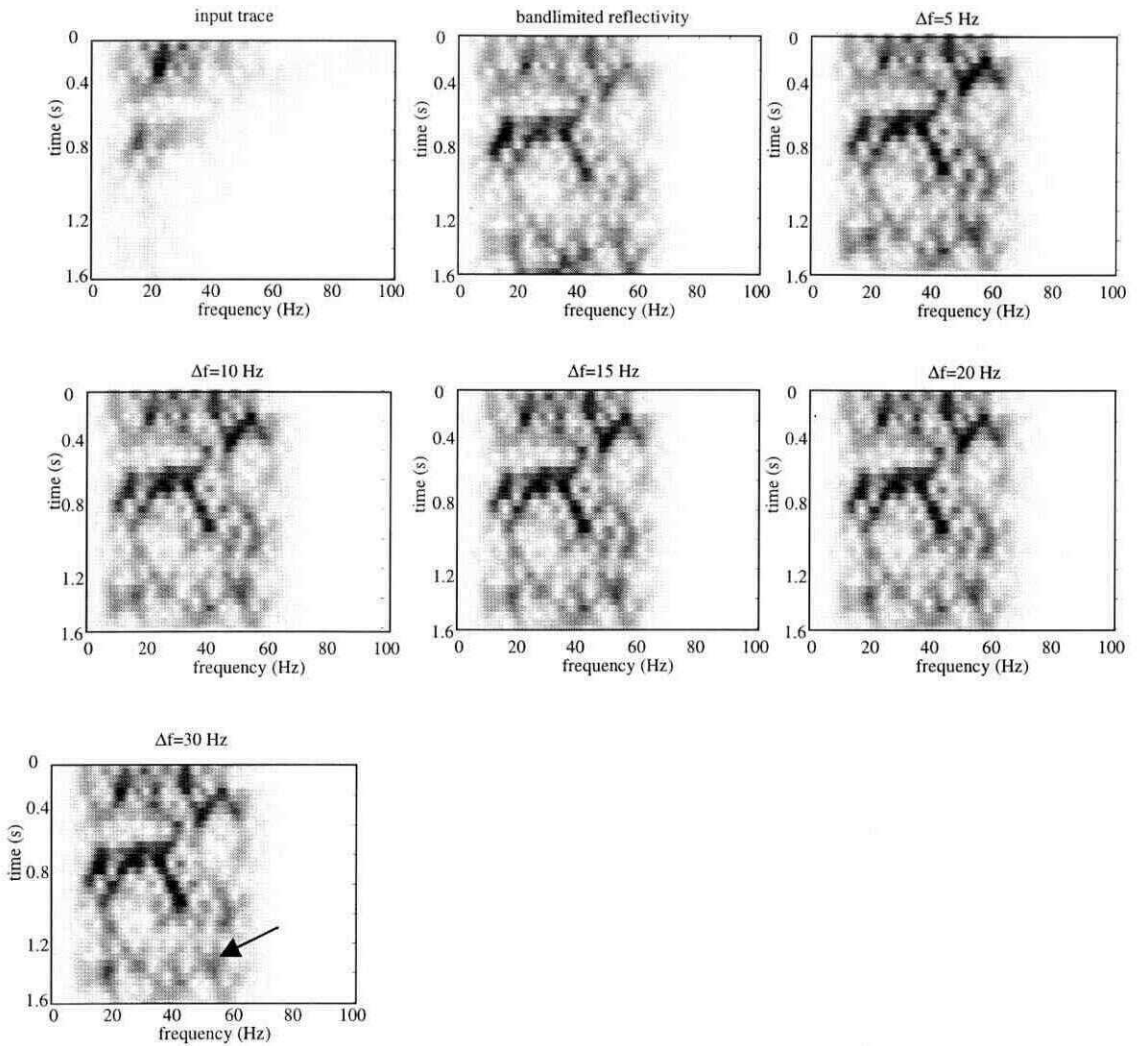 input trace
0
0.4
0.8
1.2
1.6
time (s)
0 20 40 60 80 100
frequency (Hz)
bandlimited reflectivity
0
0.4
0.8
1.2
1.6
time (s)
0 20 40 60 80 100
frequency (Hz)
Δf=5 Hz
0
0.4
0.8
1.2
1.6
time (s)
0 20 40 60 80 100
frequency (Hz)
Δf=10 Hz
0
0.4
0.8
1.2
1.6
time (s)
0 20 40 60 80 100
frequency (Hz)
Δf=15 Hz
0
0.4
0.8
1.2
1.6
time (s)
0 20 40 60 80 100
frequency (Hz)
Δf=20 Hz
0
0.4
0.8
1.2
1.6
time (s)
0 20 40 60 80 100
frequency (Hz)
Δf=30 Hz
0
0.4
0.8
1.2
1.6
time (s)
0 20 40 60 80 100
frequency (Hz)